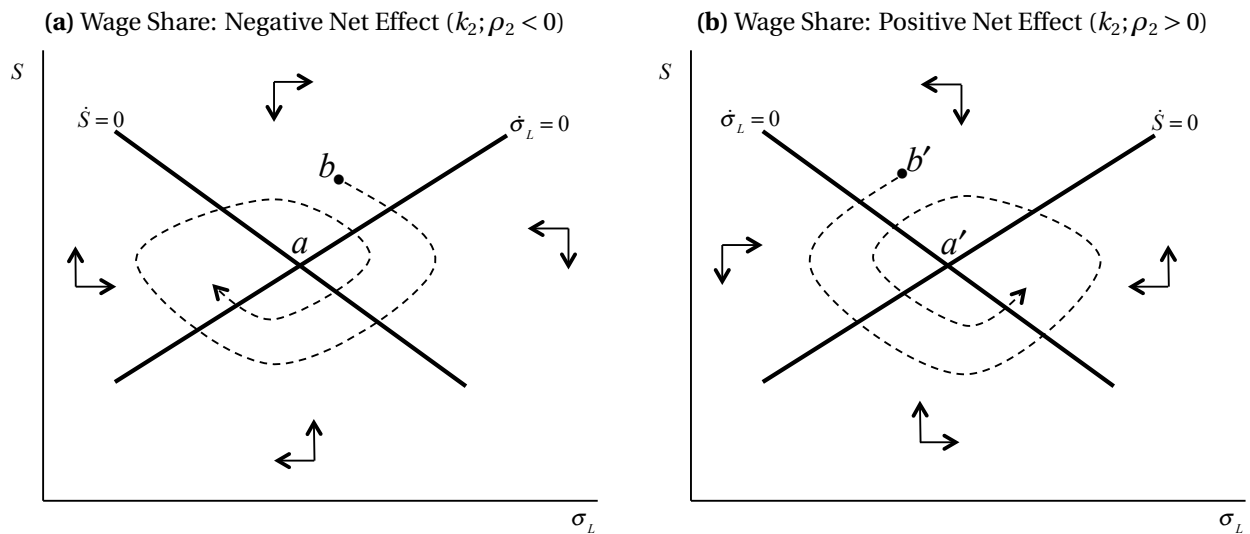 (a) Wage Share: Negative Net Effect (k₂; ρ₂ < 0)
S
Ṡ = 0
σ̇_L = 0
b
a
σ_L
(b) Wage Share: Positive Net Effect (k₂; ρ₂ > 0)
S
σ̇_L = 0
Ṡ = 0
b′
a′
σ_L